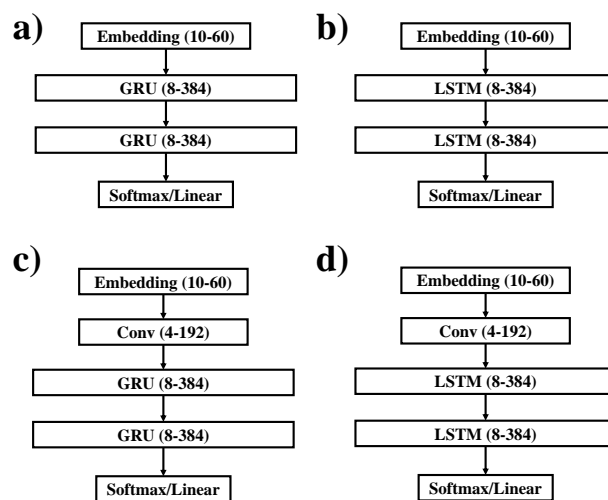 a)
Embedding (10-60)
GRU (8-384)
GRU (8-384)
Softmax/Linear
b)
Embedding (10-60)
LSTM (8-384)
LSTM (8-384)
Softmax/Linear
c)
Embedding (10-60)
Conv (4-192)
GRU (8-384)
GRU (8-384)
Softmax/Linear
d)
Embedding (10-60)
Conv (4-192)
LSTM (8-384)
LSTM (8-384)
Softmax/Linear